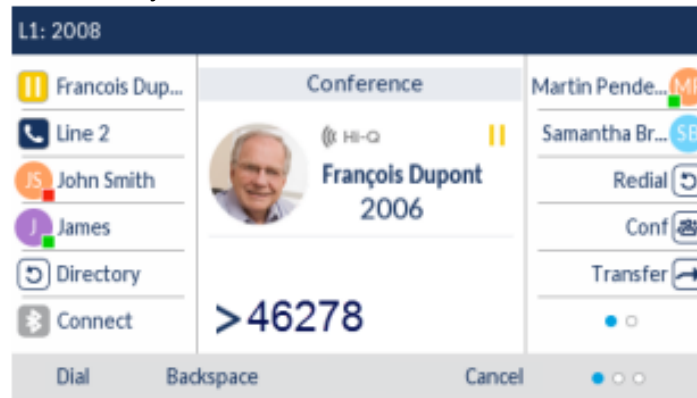 L1: 2008
Francois Dup...
Line 2
JS John Smith
J James
Directory
Connect
Conference
HI-Q
François Dupont
2006
>46278
Martin Pende... MP
Samantha Br... SB
Redial
Conf
Transfer
Dial Backspace Cancel